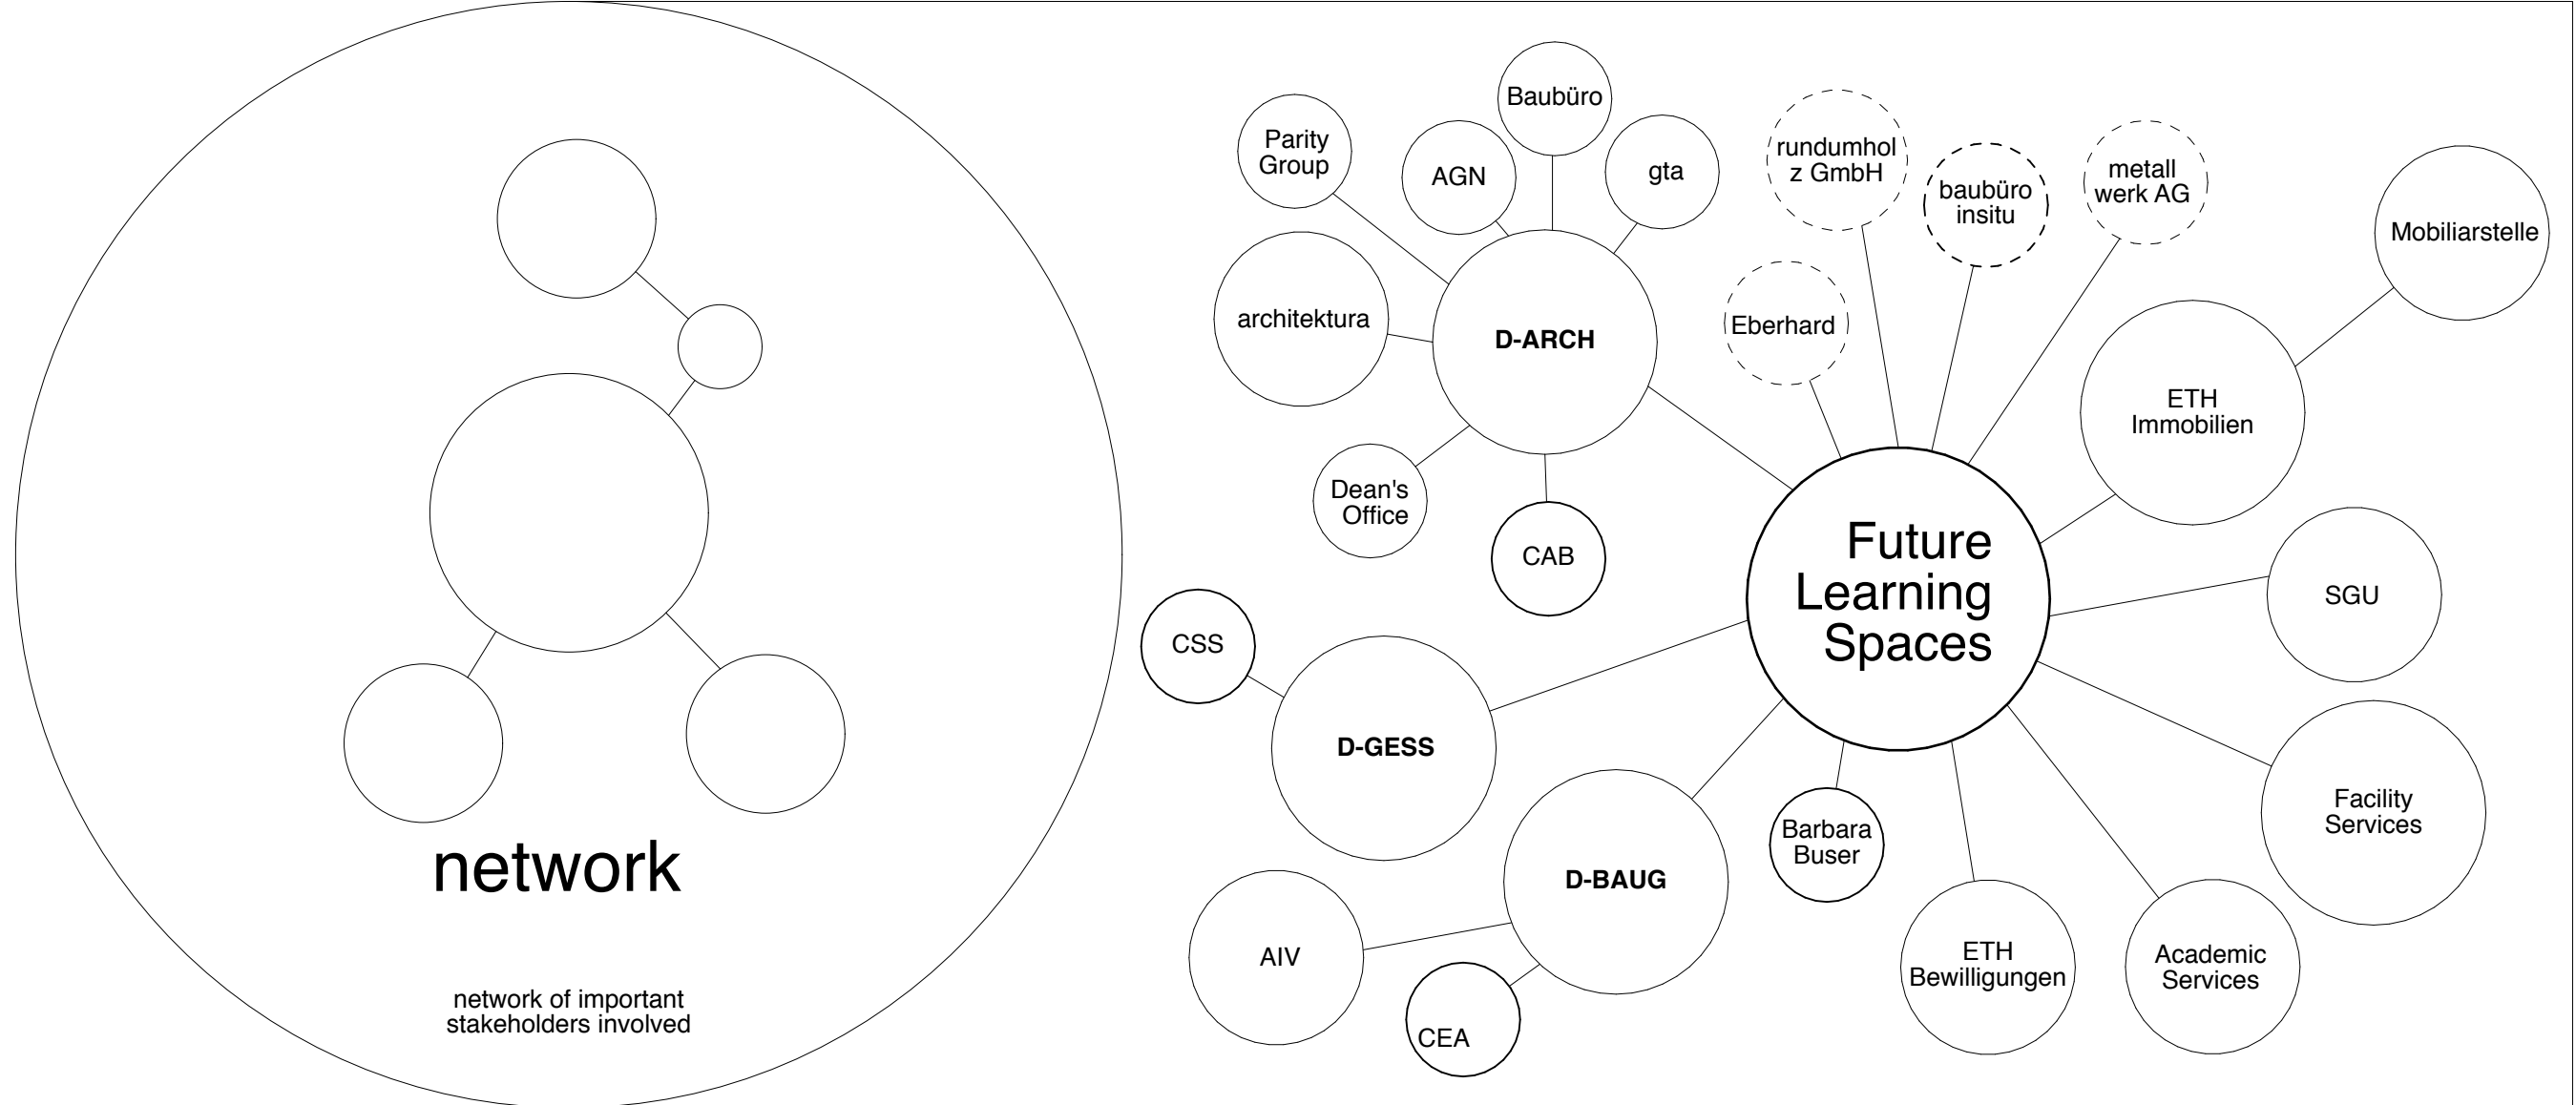 network
network of important
stakeholders involved
Baubüro
Parity
Group
AGN
gta
architektura
D-ARCH
Dean's
Office
CAB
rundumhol
z GmbH
baubüro
insitu
metall
werk AG
Eberhard
Mobiliarstelle
ETH
Immobilien
Future
Learning
Spaces
SGU
CSS
D-GESS
D-BAUG
AIV
CEA
Barbara
Buser
ETH
Bewilligungen
Academic
Services
Facility
Services